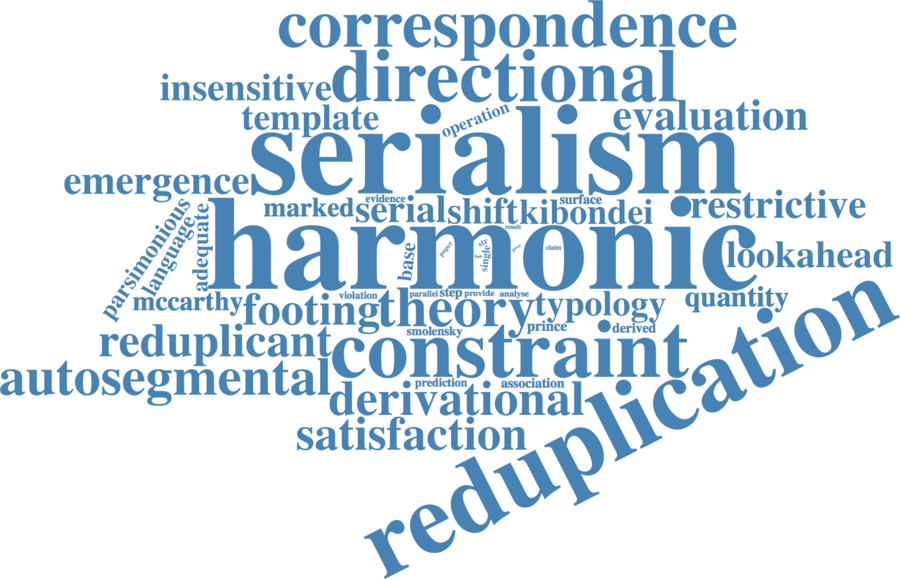 correspondence
directional
insensitive
template
operation
evaluation
serialism
emergence
evidence
surface
marked
serial
shift
kibondei
restrictive
result
parsimonious
language
adequate
harmonic
base
paper
str
single
claim
lookahead
mccarthy
footing
violation
parallel
step
provide
analyse
theory
typology
quantity
smolensky
prince
derived
reduplicant
constraint
reduplication
autosegmental
prediction
association
derivational
satisfaction